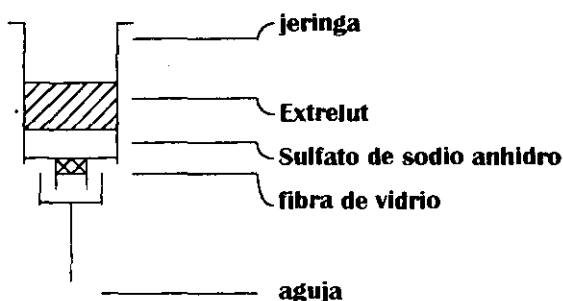 jeringa
Extrelut
Sulfato de sodio anhidro
fibra de vidrio
aguja